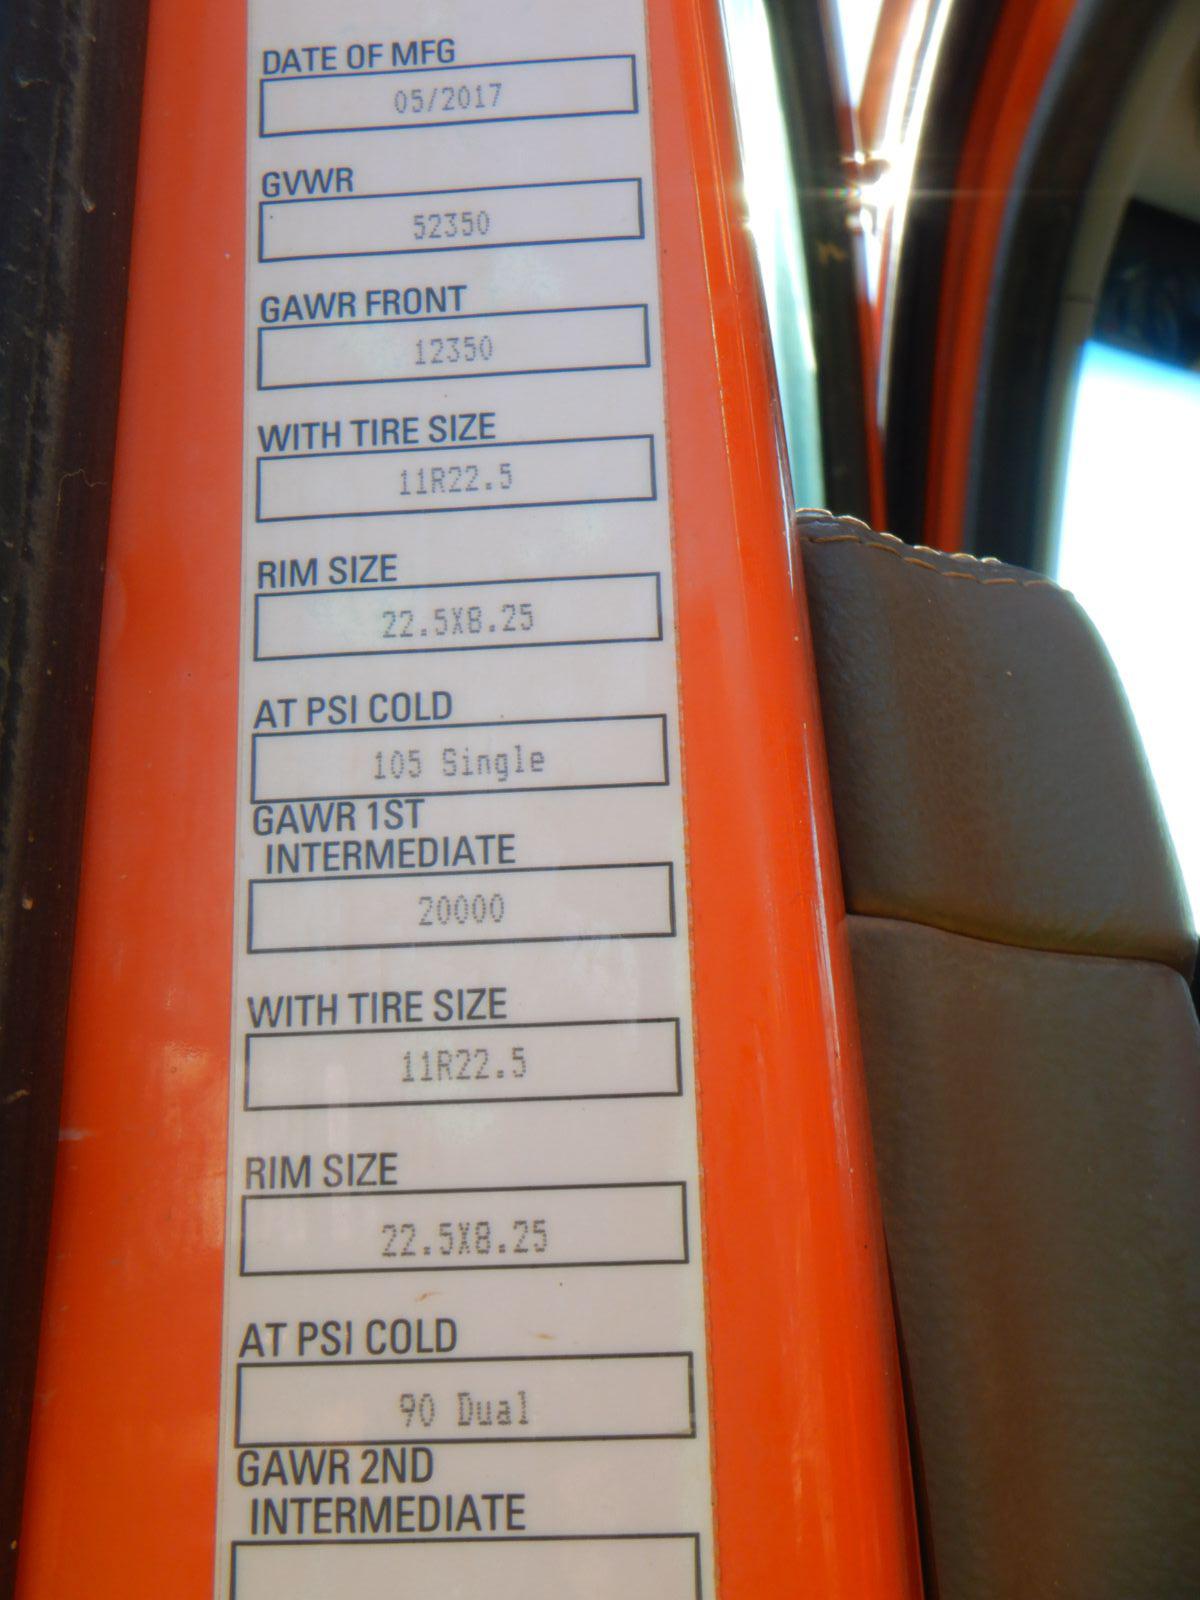 DATE OF MFG
05/2017
GVWR
52350
GAWR FRONT
12350
WITH TIRE SIZE
11R22.5
RIM SIZE
22.5X8.25
AT PSI COLD
105 Single
GAWR 1ST
INTERMEDIATE
20000
WITH TIRE SIZE
11R22.5
RIM SIZE
22.5X8.25
AT PSI COLD
90 Dual
GAWR 2ND
INTERMEDIATE